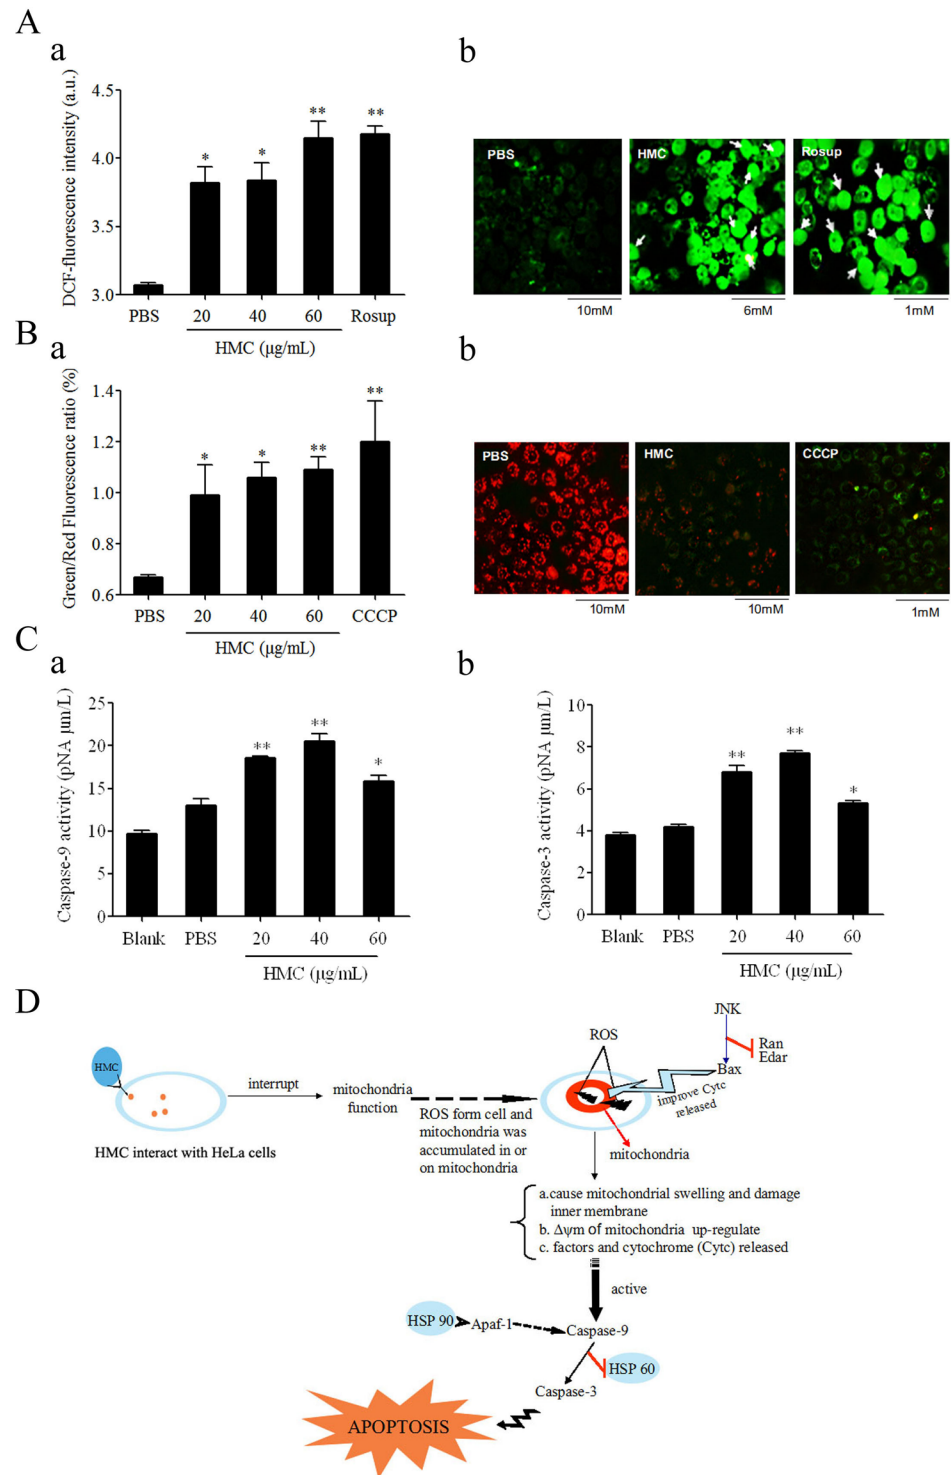 A
a
b
DCF-fluorescence intensity (a.u.)
4.5
4.0
3.5
3.0
*
*
**
**
PBS
20
40
60
Rosup
HMC (μg/mL)
PBS
HMC
Rosup
10mM
6mM
1mM
B
a
b
Green/Red Fluorescence ratio (%)
1.4
1.2
1.0
0.8
0.6
*
*
**
**
PBS
20
40
60
CCCP
HMC (μg/mL)
PBS
HMC
CCCP
10mM
10mM
1mM
C
a
b
Caspase-9 activity (pNA μm/L)
25
20
15
10
5
0
**
**
*
Blank
PBS
20
40
60
HMC (μg/mL)
Caspase-3 activity (pNA μm/L)
10
8
6
4
2
0
**
**
*
Blank
PBS
20
40
60
HMC (μg/mL)
D
HMC
HMC interact with HeLa cells
interrupt
mitochondria
function
ROS form cell and
mitochondria was
accumulated in or
on mitochondria
ROS
JNK
Ran
Edar
Bax
improve Cytc
released
mitochondria
a.cause mitochondrial swelling and damage
inner membrane
b. Δψm of mitochondria up-regulate
c. factors and cytochrome (Cytc) released
active
HSP 90
Apaf-1
Caspase-9
HSP 60
Caspase-3
APOPTOSIS